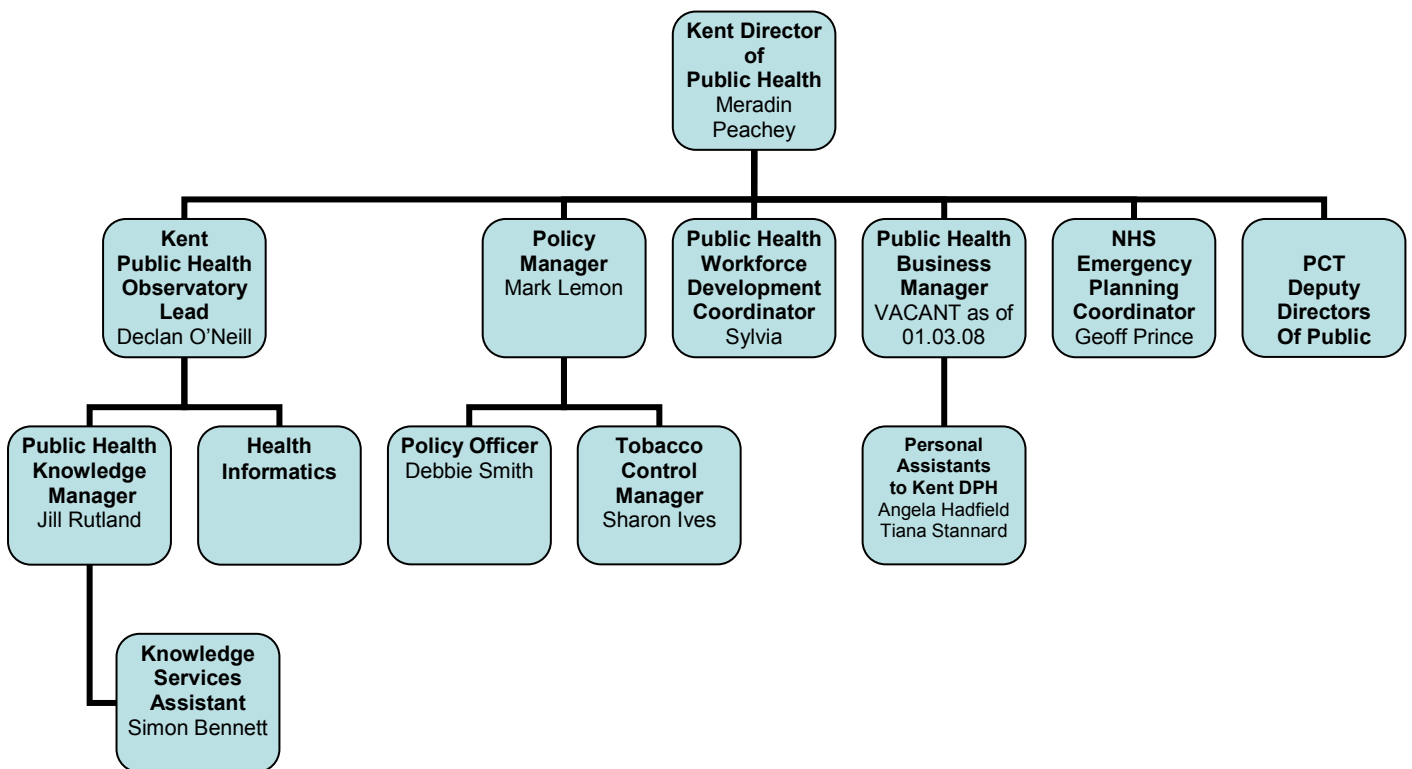 Kent Director
of
Public Health
Meradin
Peachey
Kent
Public Health
Observatory
Lead
Declan O’Neill
Policy
Manager
Mark Lemon
Public Health
Workforce
Development
Coordinator
Sylvia
Public Health
Business
Manager
VACANT as of
01.03.08
NHS
Emergency
Planning
Coordinator
Geoff Prince
PCT
Deputy
Directors
Of Public
Public Health
Knowledge
Manager
Jill Rutland
Health
Informatics
Policy Officer
Debbie Smith
Tobacco
Control
Manager
Sharon Ives
Personal
Assistants
to Kent DPH
Angela Hadfield
Tiana Stannard
Knowledge
Services
Assistant
Simon Bennett